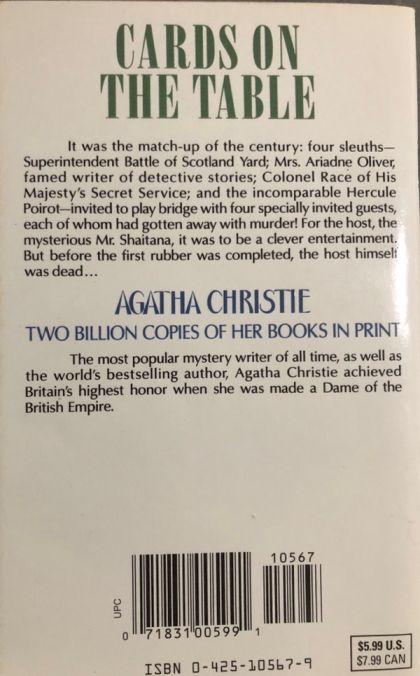 CARDS ON
THE TABLE
It was the match-up of the century: four sleuths—
Superintendent Battle of Scotland Yard; Mrs. Ariadne Oliver,
famed writer of detective stories; Colonel Race of His
Majesty's Secret Service; and the incomparable Hercule
Poirot—invited to play bridge with four specially invited guests,
each of whom had gotten away with murder! For the host, the
mysterious Mr. Shaitana, it was to be a clever entertainment.
But before the first rubber was completed, the host himself
was dead...
AGATHA CHRISTIE
TWO BILLION COPIES OF HER BOOKS IN PRINT
The most popular mystery writer of all time, as well as
the world's bestselling author, Agatha Christie achieved
Britain's highest honor when she was made a Dame of the
British Empire.
10567
UPC
0 71831 00599 1
$5.99 U.S.
$7.99 CAN
ISBN 0-425-10567-9